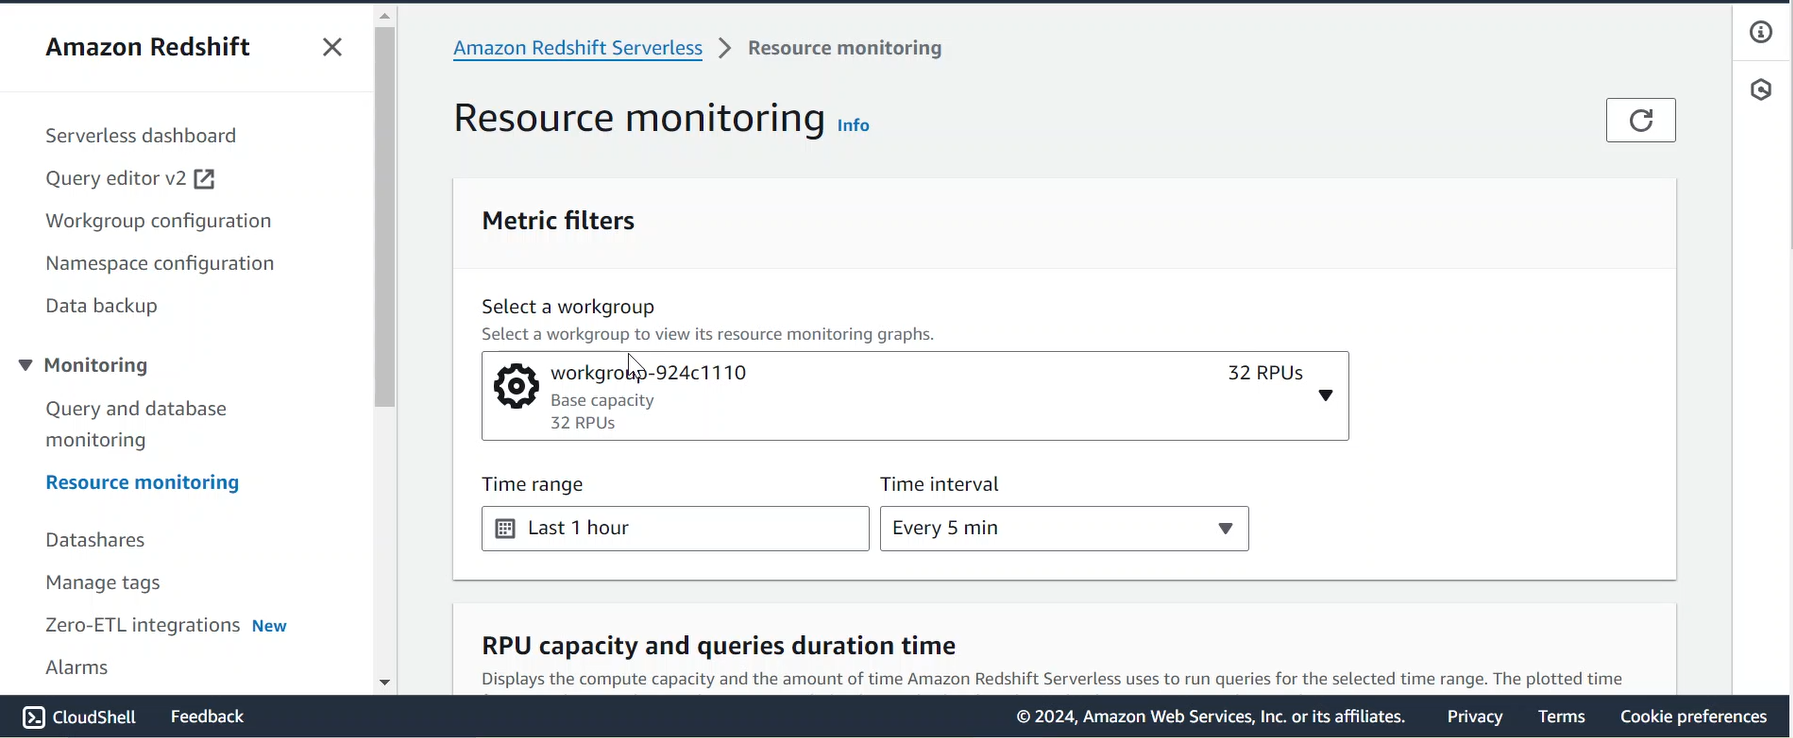 Amazon Redshift
Serverless dashboard
Query editor v2
Workgroup configuration
Namespace configuration
Data backup
Monitoring
Query and database
monitoring
Resource monitoring
Datashares
Manage tags
Zero-ETL integrations New
Alarms
Amazon Redshift Serverless Resource monitoring
Resource monitoring Info
Metric filters
Select a workgroup
Select a workgroup to view its resource monitoring graphs.
workgroup-924c1110 32 RPUs
Base capacity
32 RPUs
Time range Time interval
Last 1 hour Every 5 min
RPU capacity and queries duration time
Displays the compute capacity and the amount of time Amazon Redshift Serverless uses to run queries for the selected time range. The plotted time
CloudShell Feedback © 2024, Amazon Web Services, Inc. or its affiliates. Privacy Terms Cookie preferences